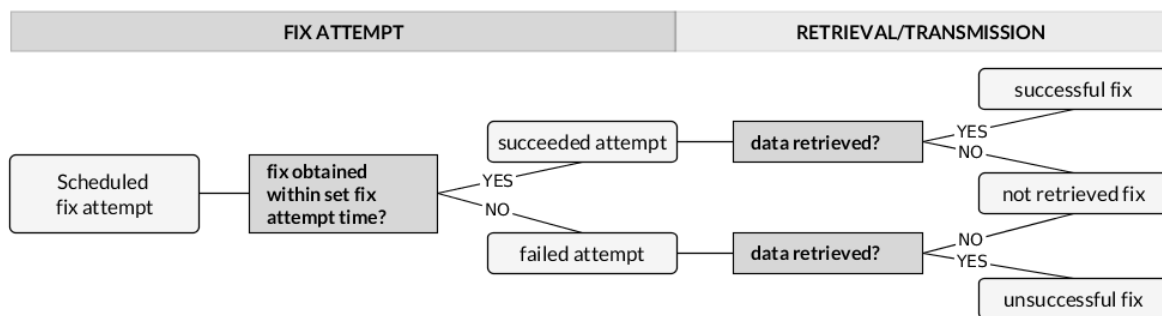 FIX ATTEMPT
RETRIEVAL/TRANSMISSION
Scheduled
fix attempt
fix obtained
within set fix
attempt time?
YES
NO
succeeded attempt
failed attempt
data retrieved?
data retrieved?
YES
NO
NO
YES
successful fix
not retrieved fix
unsuccessful fix